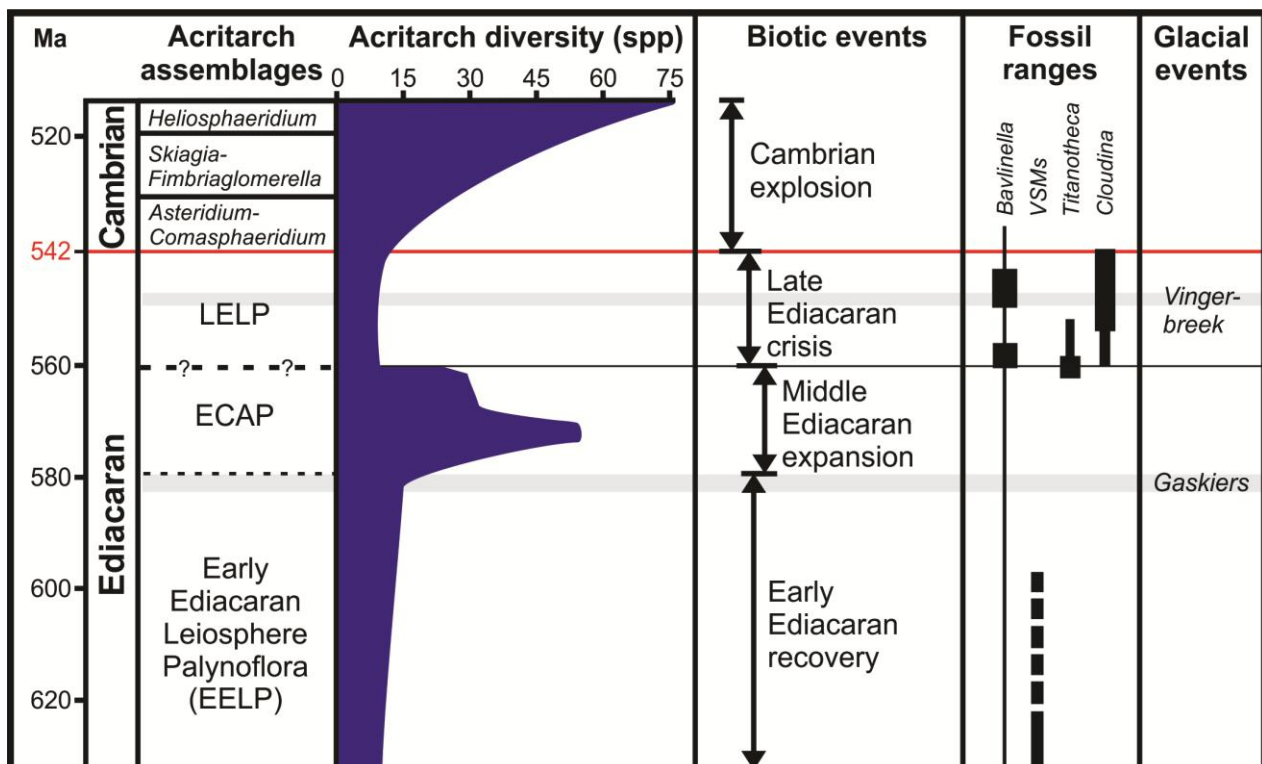 Ma
Acritarch
assemblages
Acritarch diversity (spp)
0 15 30 45 60 75
Biotic events
Fossil
ranges
Glacial
events
520
542
560
580
600
620
Cambrian
Ediacaran
Heliosphaeridium
Skiagia-
Fimbriaglomerella
Asteridium-
Comasphaeridium
LELP
? ?
ECAP
Early
Ediacaran
Leiosphere
Palynoflora
(EELP)
Cambrian
explosion
Late
Ediacaran
crisis
Middle
Ediacaran
expansion
Early
Ediacaran
recovery
Bavlinella
VSMs
Titanotheca
Cloudina
Vinger-
breek
Gaskiers